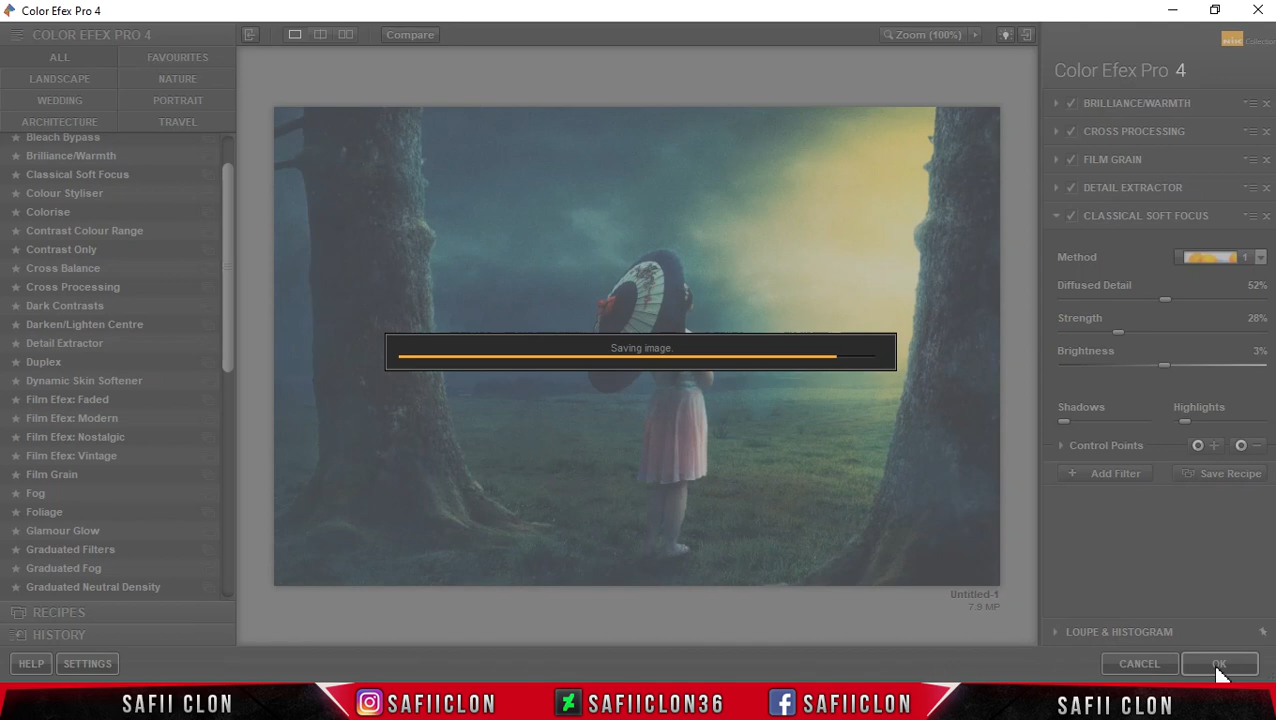 Color Efex Pro 4
COLOR EFEX PRO 4
Compare
Zoom (100%)
Collection
ALL
FAVOURITES
LANDSCAPE
NATURE
WEDDING
PORTRAIT
ARCHITECTURE
TRAVEL
Bleach Bypass
Brilliance/Warmth
Classical Soft Focus
Colour Styliser
Colorise
Contrast Colour Range
Contrast Only
Cross Balance
Cross Processing
Dark Contrasts
Darken/Lighten Centre
Detail Extractor
Duplex
Dynamic Skin Softener
Film Efex: Faded
Film Efex: Modern
Film Efex: Nostalgic
Film Efex: Vintage
Film Grain
Fog
Foliage
Glamour Glow
Graduated Filters
Graduated Fog
Graduated Neutral Density
RECIPES
HISTORY
HELP
SETTINGS
Saving image.
Untitled-1
7.9 MP
Color Efex Pro 4
BRILLIANCE/WARMTH
CROSS PROCESSING
FILM GRAIN
DETAIL EXTRACTOR
CLASSICAL SOFT FOCUS
Method
1
Diffused Detail
52%
Strength
28%
Brightness
3%
Shadows
Highlights
Control Points
+ Add Filter
Save Recipe
LOUPE & HISTOGRAM
CANCEL
OK
SAFII CLON
SAFIICLON
SAFIICLON36
SAFIICLON
SAFII CLON